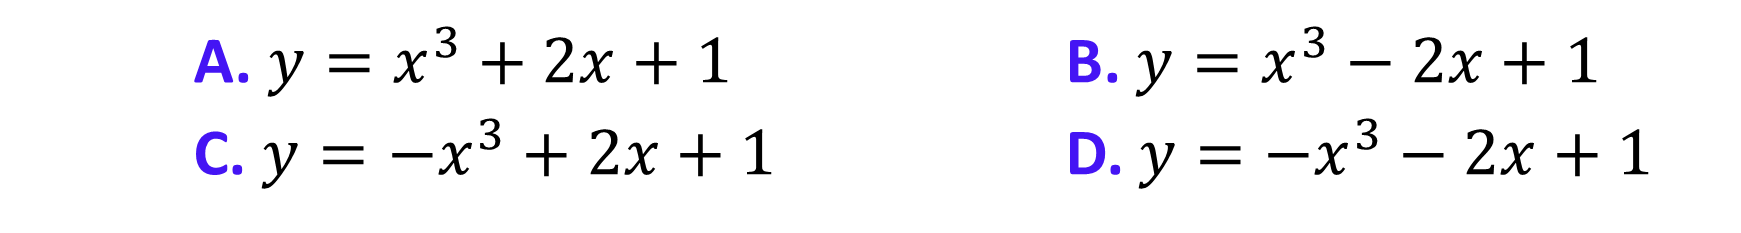 A. y = x³ + 2x + 1 B. y = x³ − 2x + 1
C. y = −x³ + 2x + 1 D. y = −x³ − 2x + 1